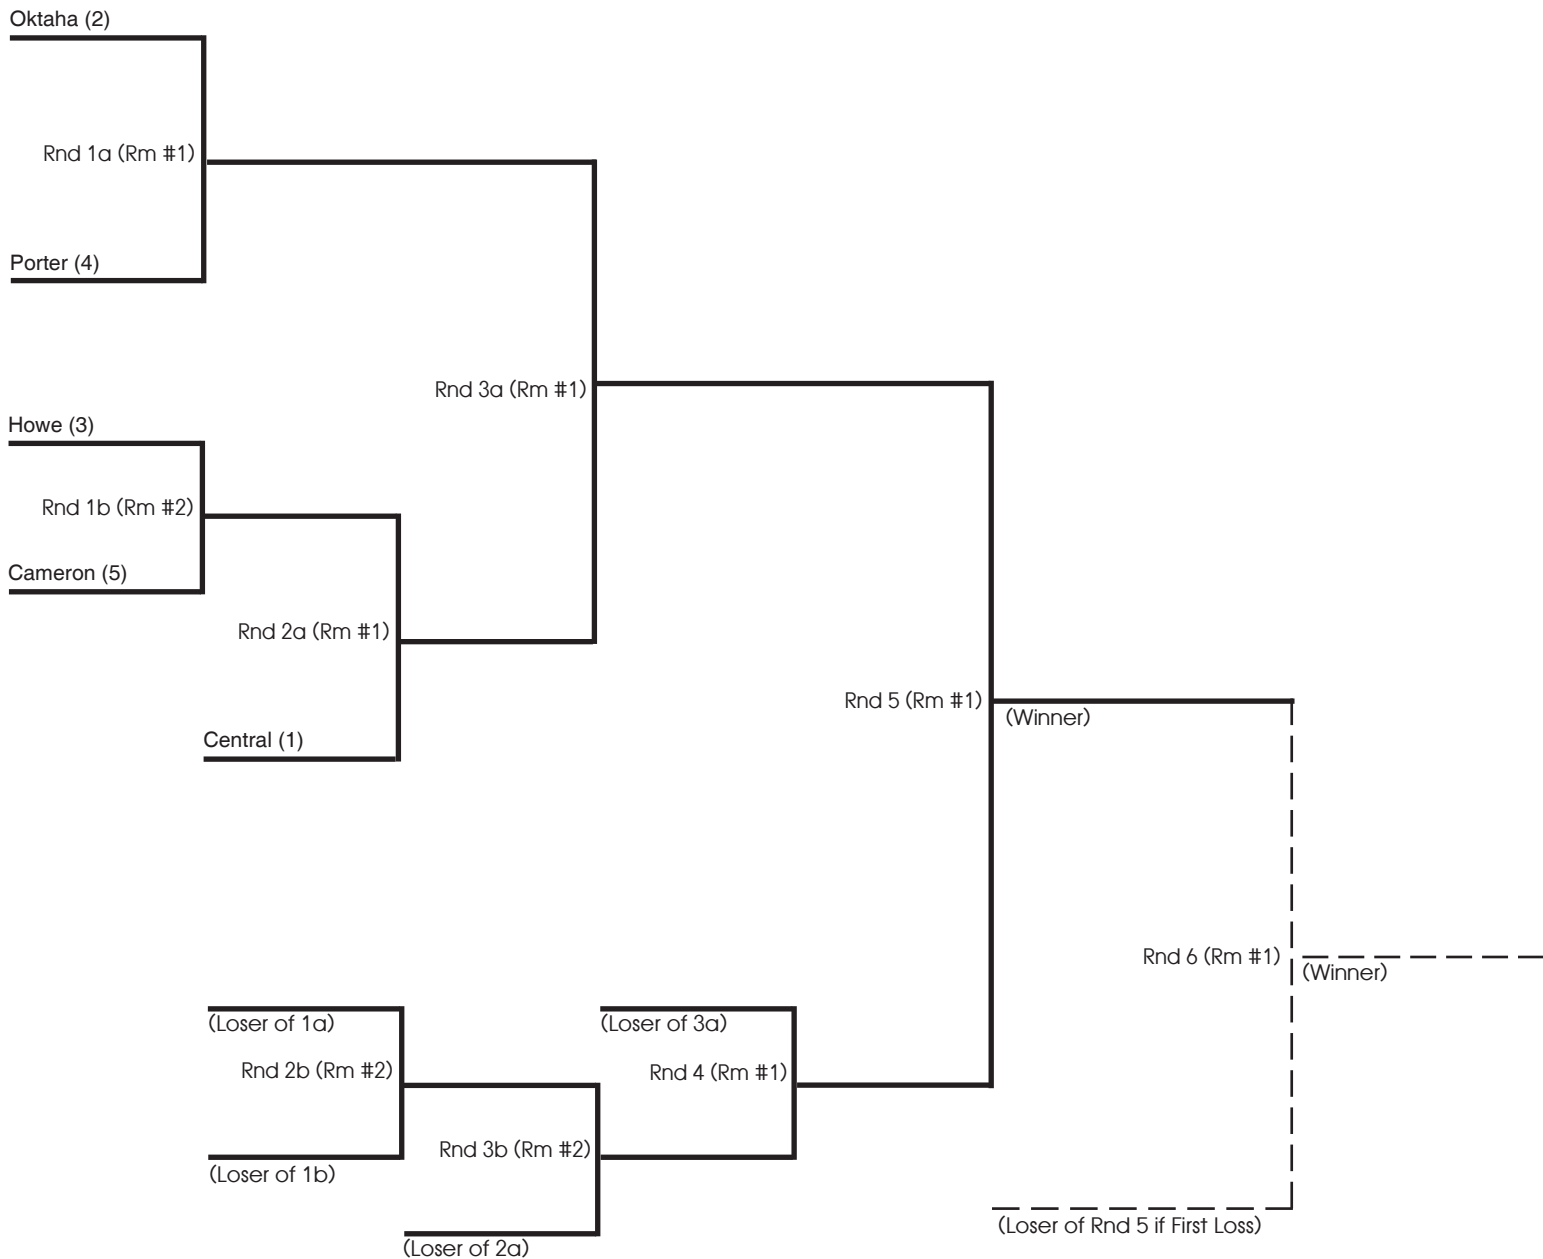 Oktaha (2)
Rnd 1a (Rm #1)
Porter (4)
Rnd 3a (Rm #1)
Howe (3)
Rnd 1b (Rm #2)
Cameron (5)
Rnd 2a (Rm #1)
Central (1)
Rnd 5 (Rm #1)
(Winner)
Rnd 6 (Rm #1)
(Winner)
(Loser of 1a)
Rnd 2b (Rm #2)
(Loser of 1b)
(Loser of 3a)
Rnd 4 (Rm #1)
Rnd 3b (Rm #2)
(Loser of 2a)
(Loser of Rnd 5 if First Loss)